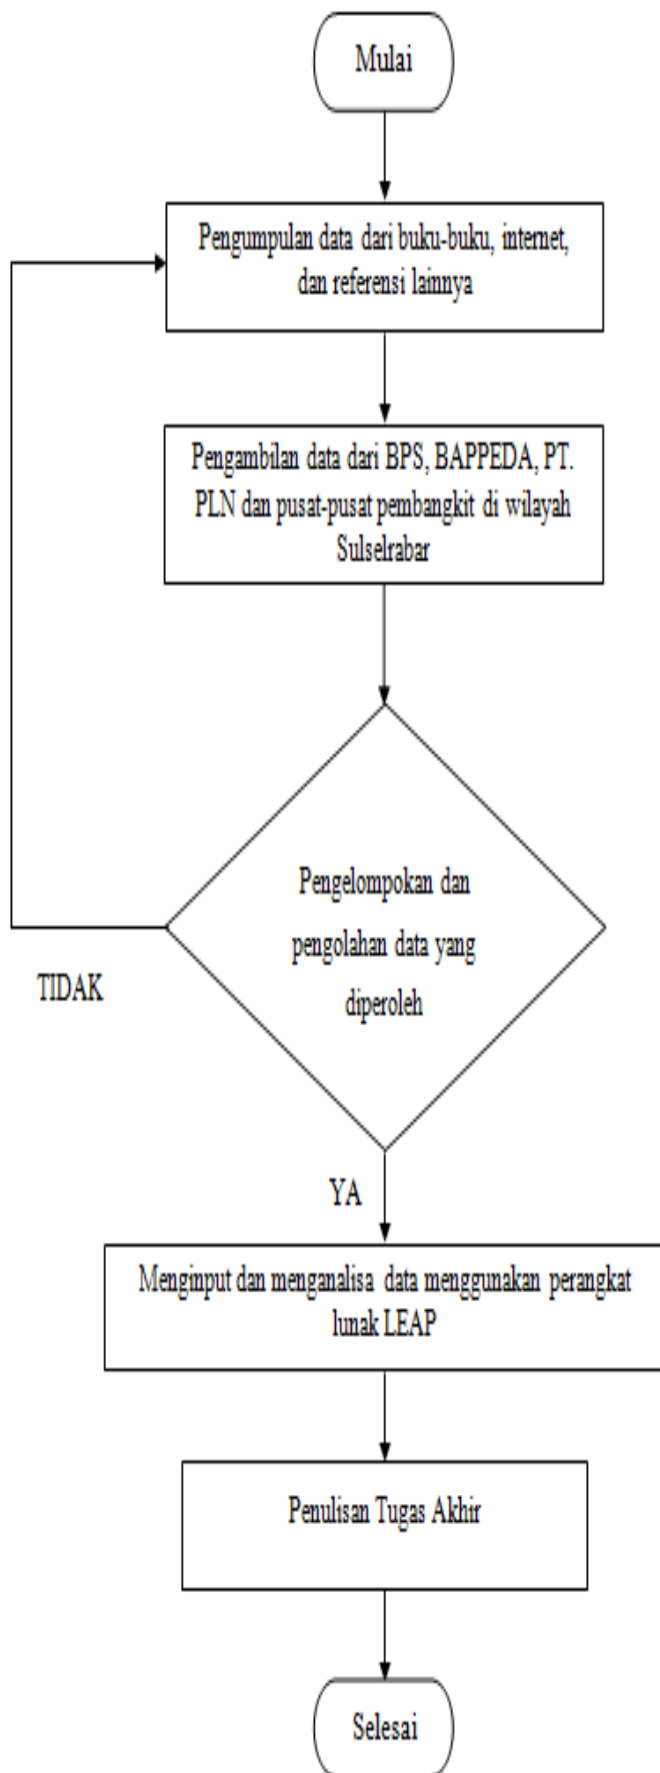 Mulai
Pengumpulan data dari buku-buku, internet,
dan referensi lainnya
Pengambilan data dari BPS, BAPPEDA, PT.
PLN dan pusat-pusat pembangkit di wilayah
Sulselrabar
Pengelompokan dan
pengolahan data yang
diperoleh
TIDAK
YA
Menginput dan menganalisa data menggunakan perangkat
lunak LEAP
Penulisan Tugas Akhir
Selesai